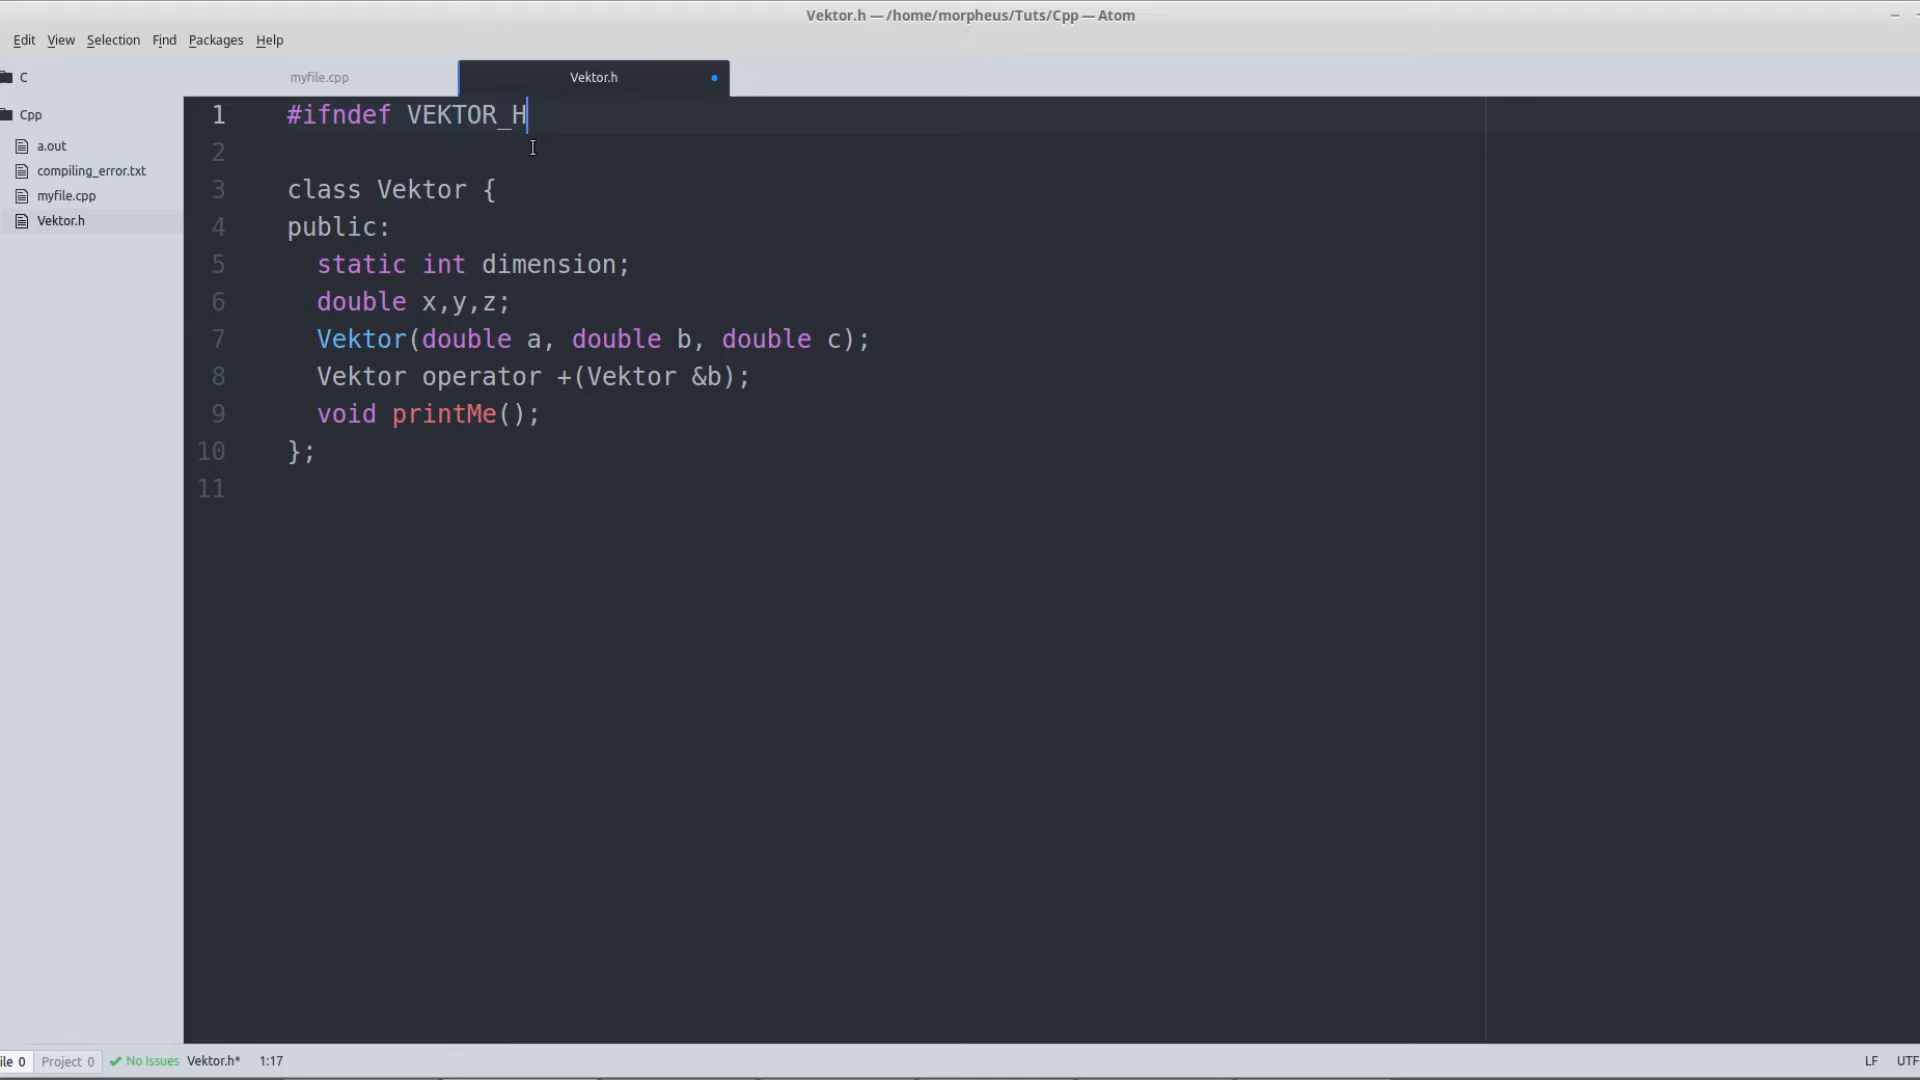 Vektor.h — /home/morpheus/Tuts/Cpp — Atom
Edit View Selection Find Packages Help
C
Cpp
a.out
compiling_error.txt
myfile.cpp
Vektor.h
myfile.cpp
Vektor.h
1 #ifndef VEKTOR_H
2
3 class Vektor {
4 public:
5 static int dimension;
6 double x,y,z;
7 Vektor(double a, double b, double c);
8 Vektor operator +(Vektor &b);
9 void printMe();
10 };
11
ile 0 Project 0 No Issues Vektor.h* 1:17 LF UTF